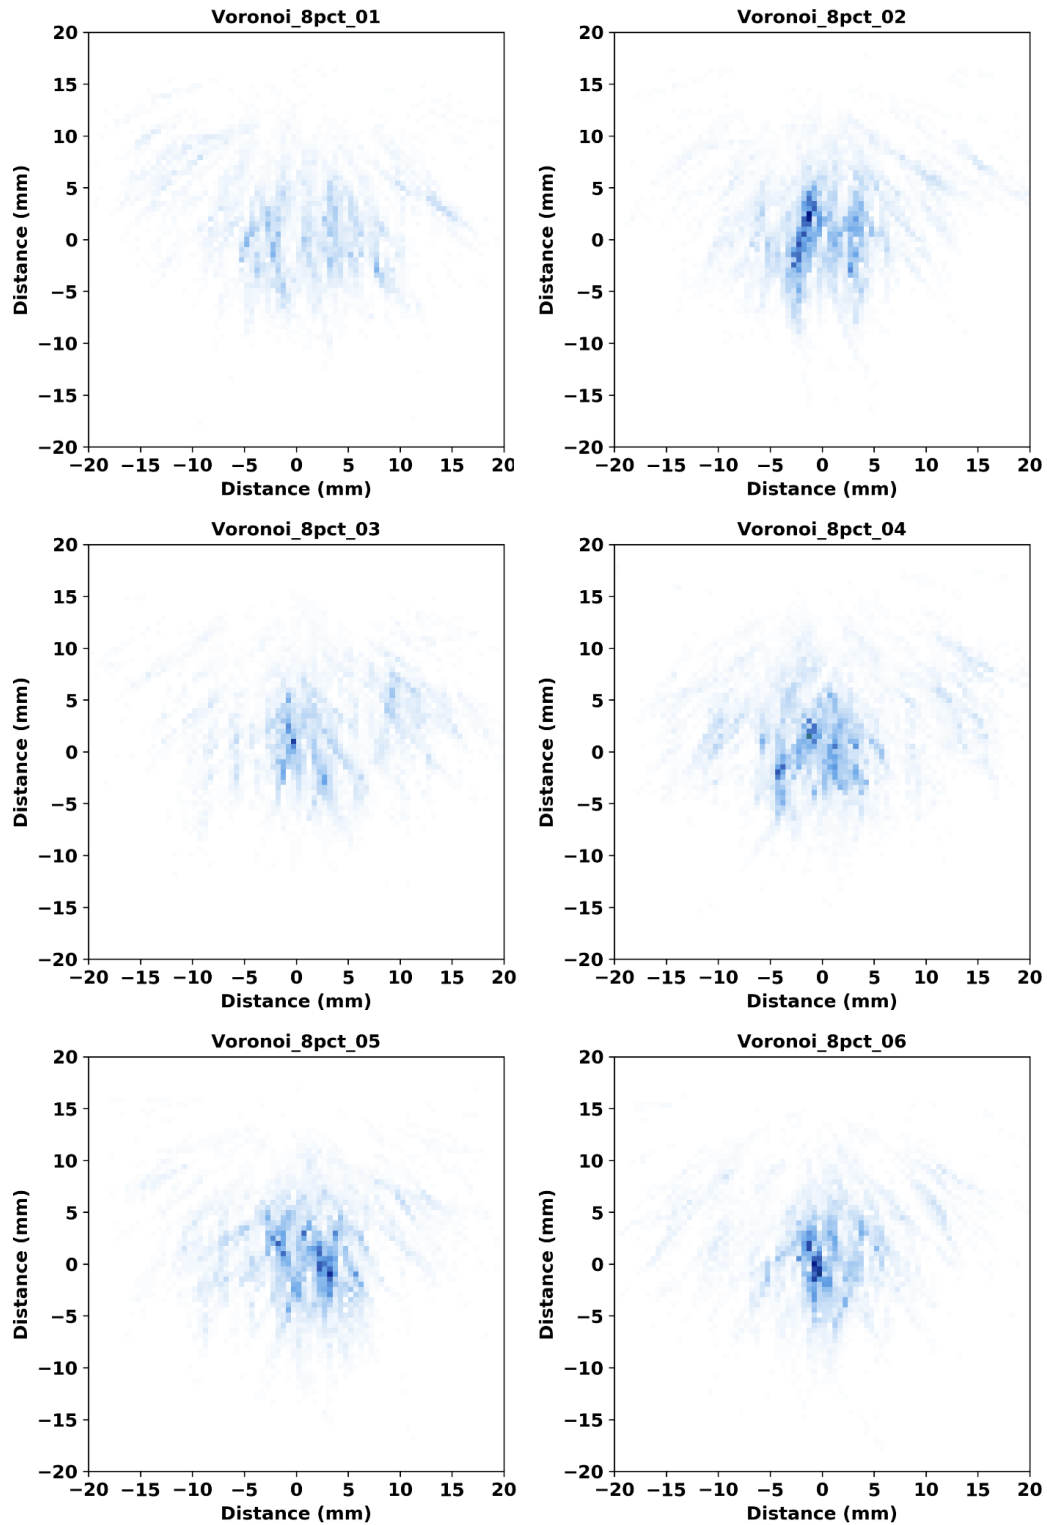 Voronoi_8pct_01
20
15
10
5
0
−5
−10
−15
−20
−20 −15 −10 −5 0 5 10 15 20
Distance (mm)
Distance (mm)
Voronoi_8pct_02
20
15
10
5
0
−5
−10
−15
−20
−20 −15 −10 −5 0 5 10 15 20
Distance (mm)
Distance (mm)
Voronoi_8pct_03
20
15
10
5
0
−5
−10
−15
−20
−20 −15 −10 −5 0 5 10 15 20
Distance (mm)
Distance (mm)
Voronoi_8pct_04
20
15
10
5
0
−5
−10
−15
−20
−20 −15 −10 −5 0 5 10 15 20
Distance (mm)
Distance (mm)
Voronoi_8pct_05
20
15
10
5
0
−5
−10
−15
−20
−20 −15 −10 −5 0 5 10 15 20
Distance (mm)
Distance (mm)
Voronoi_8pct_06
20
15
10
5
0
−5
−10
−15
−20
−20 −15 −10 −5 0 5 10 15 20
Distance (mm)
Distance (mm)